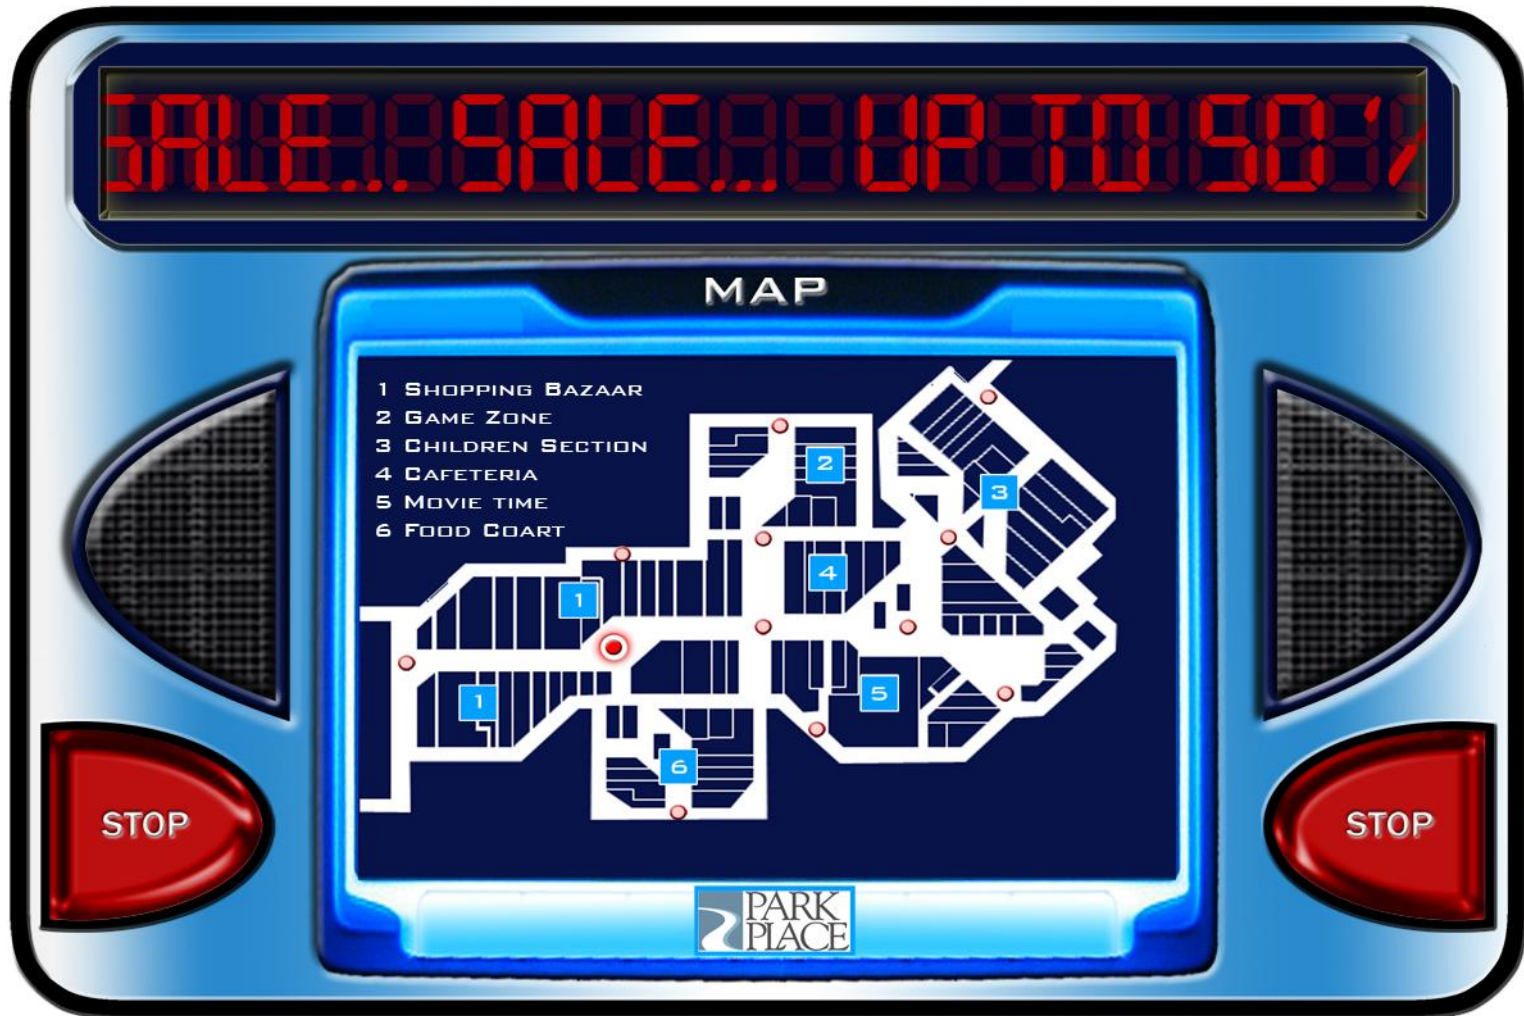 SALE... SALE... UP TO 50 %
MAP
1 SHOPPING BAZAAR
2 GAME ZONE
3 CHILDREN SECTION
4 CAFETERIA
5 MOVIE TIME
6 FOOD COART
2
3
4
1
1
5
6
STOP
STOP
PARK
PLACE